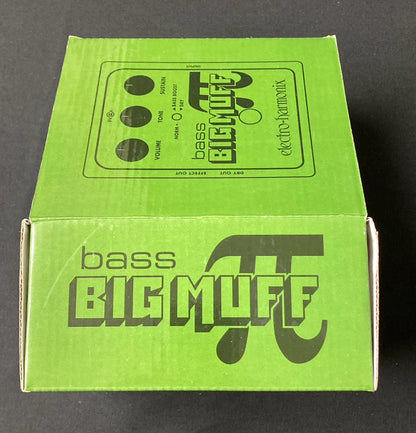 INPUT
SUSTAIN
TONE
VOLUME
• BASS BOOST
• DRY
NORM •
bass
BIG MUFF
π
electro-harmonix
DRY OUT
EFFECT OUT
bass
BIG MUFF
π